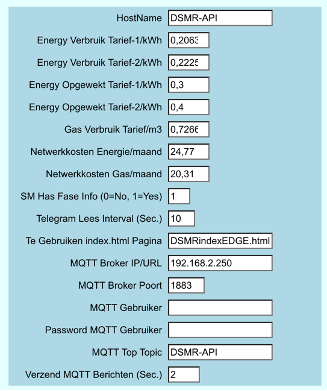 HostName DSMR-API
Energy Verbruik Tarief-1/kWh 0,2063
Energy Verbruik Tarief-2/kWh 0,2225
Energy Opgewekt Tarief-1/kWh 0,3
Energy Opgewekt Tarief-2/kWh 0,4
Gas Verbruik Tarief/m3 0,7266
Netwerkkosten Energie/maand 24,77
Netwerkkosten Gas/maand 20,31
SM Has Fase Info (0=No, 1=Yes) 1
Telegram Lees Interval (Sec.) 10
Te Gebruiken index.html Pagina DSMRindexEDGE.html
MQTT Broker IP/URL 192.168.2.250
MQTT Broker Poort 1883
MQTT Gebruiker
Password MQTT Gebruiker
MQTT Top Topic DSMR-API
Verzend MQTT Berichten (Sec.) 2